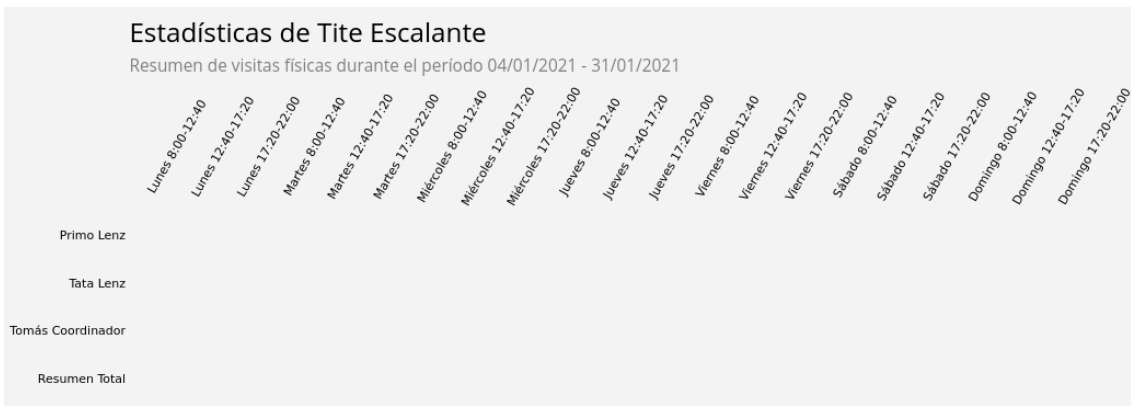 Estadísticas de Tite Escalante
Resumen de visitas físicas durante el período 04/01/2021 - 31/01/2021
Lunes 8:00-12:40
Lunes 12:40-17:20
Lunes 17:20-22:00
Martes 8:00-12:40
Martes 12:40-17:20
Martes 17:20-22:00
Miércoles 8:00-12:40
Miércoles 12:40-17:20
Miércoles 17:20-22:00
Jueves 8:00-12:40
Jueves 12:40-17:20
Jueves 17:20-22:00
Viernes 8:00-12:40
Viernes 12:40-17:20
Viernes 17:20-22:00
Sábado 8:00-12:40
Sábado 12:40-17:20
Sábado 17:20-22:00
Domingo 8:00-12:40
Domingo 12:40-17:20
Domingo 17:20-22:00
Primo Lenz
Tata Lenz
Tomás Coordinador
Resumen Total